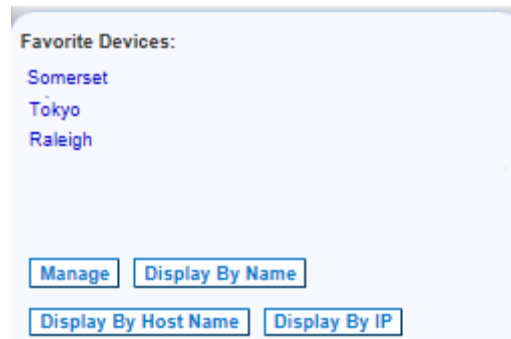 Favorite Devices:
Somerset
Tokyo
Raleigh
Manage Display By Name
Display By Host Name Display By IP